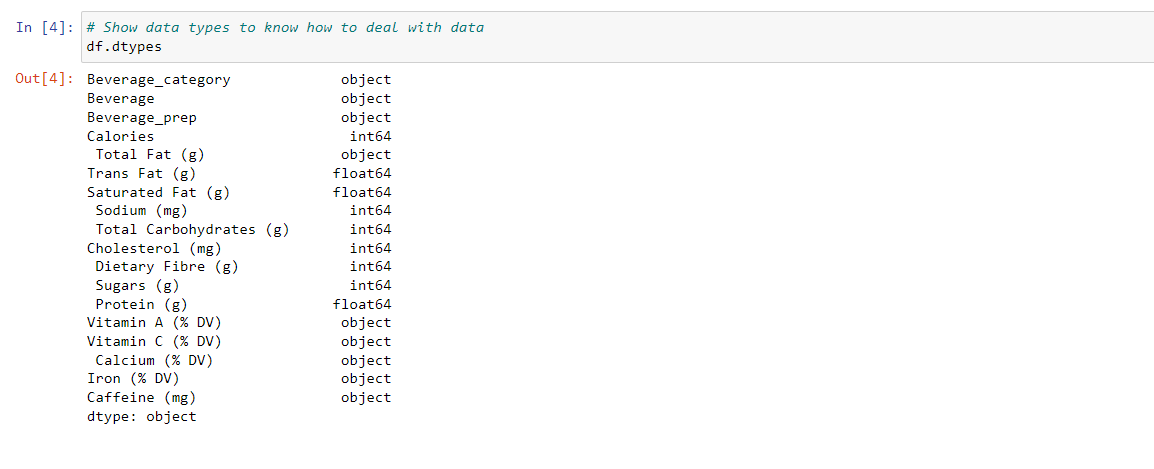 In [4]: # Show data types to know how to deal with data
df.dtypes
Out[4]: Beverage_category object
Beverage object
Beverage_prep object
Calories int64
Total Fat (g) object
Trans Fat (g) float64
Saturated Fat (g) float64
Sodium (mg) int64
Total Carbohydrates (g) int64
Cholesterol (mg) int64
Dietary Fibre (g) int64
Sugars (g) int64
Protein (g) float64
Vitamin A (% DV) object
Vitamin C (% DV) object
Calcium (% DV) object
Iron (% DV) object
Caffeine (mg) object
dtype: object